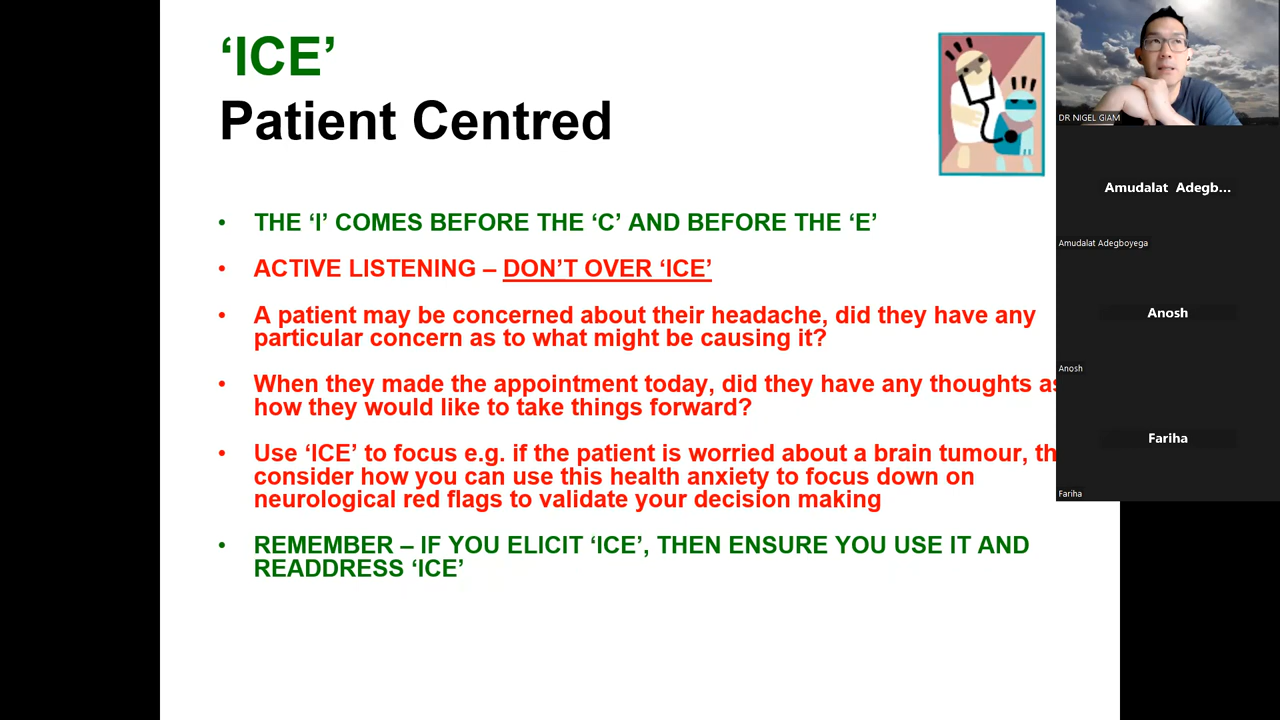 ‘ICE’
Patient Centred
• THE ‘I’ COMES BEFORE THE ‘C’ AND BEFORE THE ‘E’
• ACTIVE LISTENING – DON’T OVER ‘ICE’
• A patient may be concerned about their headache, did they have any
particular concern as to what might be causing it?
• When they made the appointment today, did they have any thoughts as
how they would like to take things forward?
• Use ‘ICE’ to focus e.g. if the patient is worried about a brain tumour, th
consider how you can use this health anxiety to focus down on
neurological red flags to validate your decision making
• REMEMBER – IF YOU ELICIT ‘ICE’, THEN ENSURE YOU USE IT AND
READDRESS ‘ICE’
DR NIGEL GIAM
Amudalat Adegb...
Amudalat Adegboyega
Anosh
Anosh
Fariha
Fariha